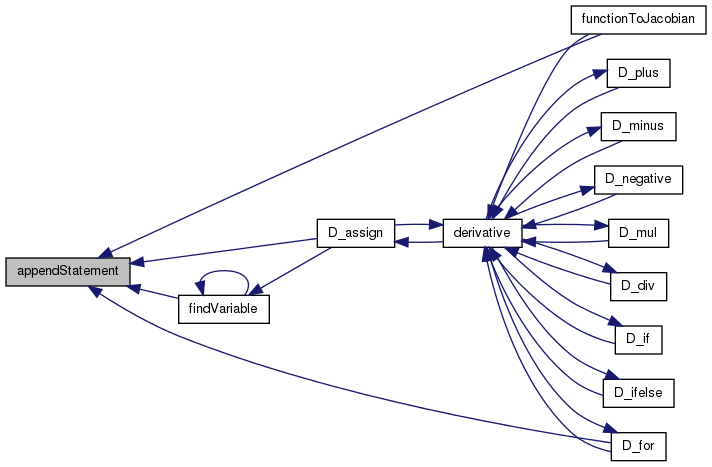 functionToJacobian
D_plus
D_minus
D_negative
D_assign
derivative
D_mul
appendStatement
D_div
findVariable
D_if
D_ifelse
D_for